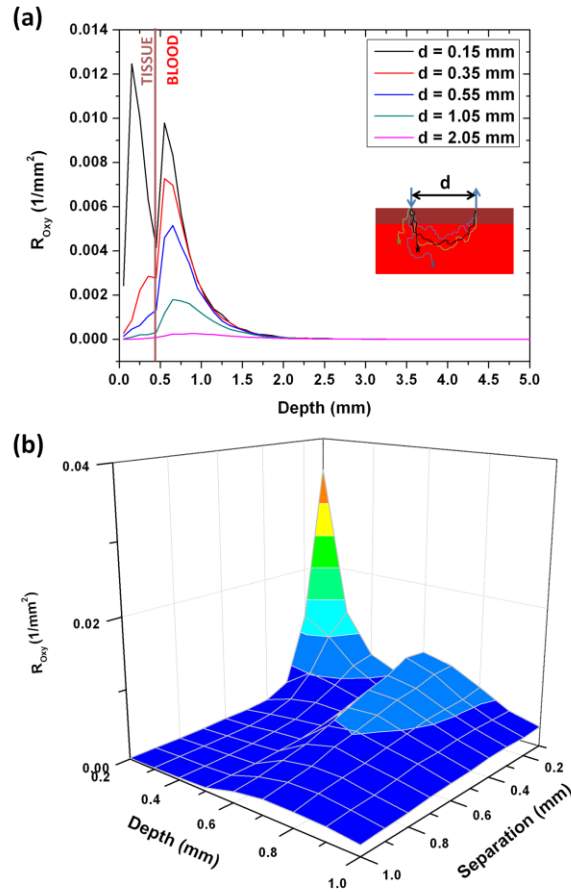 (a)
0.014
0.012
0.010
0.008
0.006
0.004
0.002
0.000
R_Oxy (1/mm²)
TISSUE
BLOOD
d = 0.15 mm
d = 0.35 mm
d = 0.55 mm
d = 1.05 mm
d = 2.05 mm
d
0.0 0.5 1.0 1.5 2.0 2.5 3.0 3.5 4.0 4.5 5.0
Depth (mm)
(b)
0.04
0.02
0.00
R_Oxy (1/mm²)
0.2 0.4 0.6 0.8 1.0
Depth (mm)
1.0 0.8 0.6 0.4 0.2
Separation (mm)